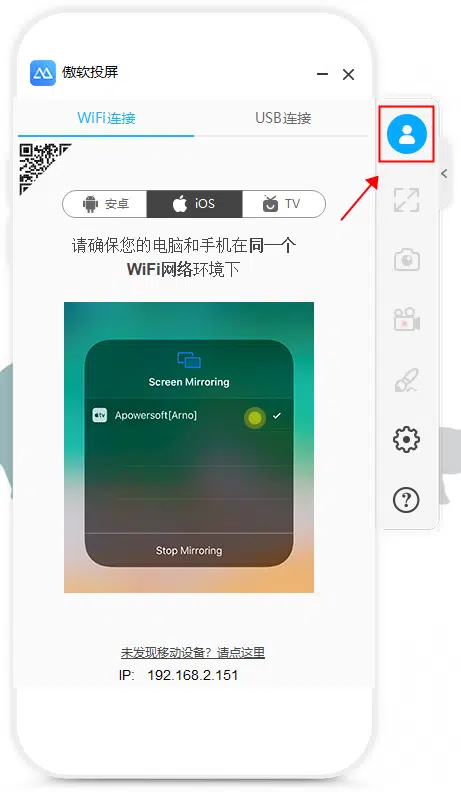 傲软投屏
WiFi连接
USB连接
安卓
iOS
TV
请确保您的电脑和手机在同一个
WiFi网络环境下
Screen Mirroring
tv
Apowersoft[Arno]
Stop Mirroring
未发现移动设备？请点这里
IP: 192.168.2.151